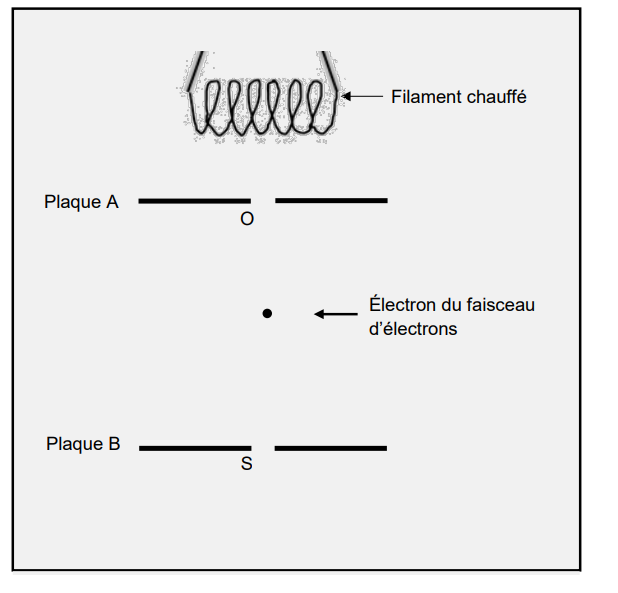 Filament chauffé
Plaque A
O
Électron du faisceau
d'électrons
Plaque B
S